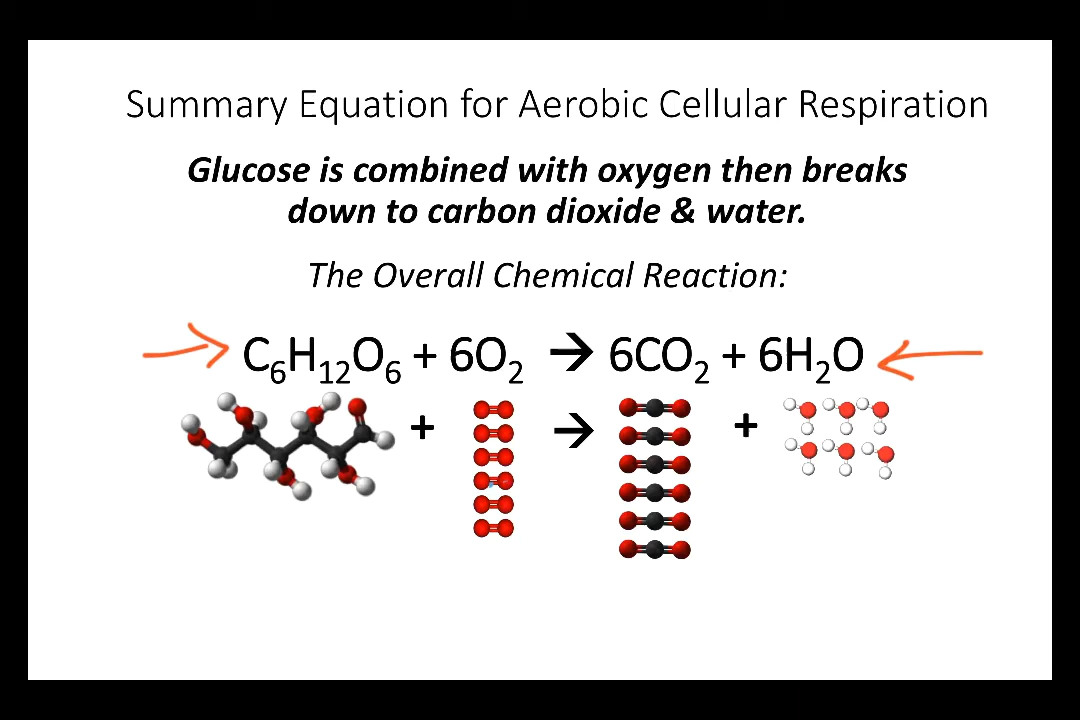 Summary Equation for Aerobic Cellular Respiration
Glucose is combined with oxygen then breaks
down to carbon dioxide & water.
The Overall Chemical Reaction:
C₆H₁₂O₆ + 6O₂ → 6CO₂ + 6H₂O
+ → +